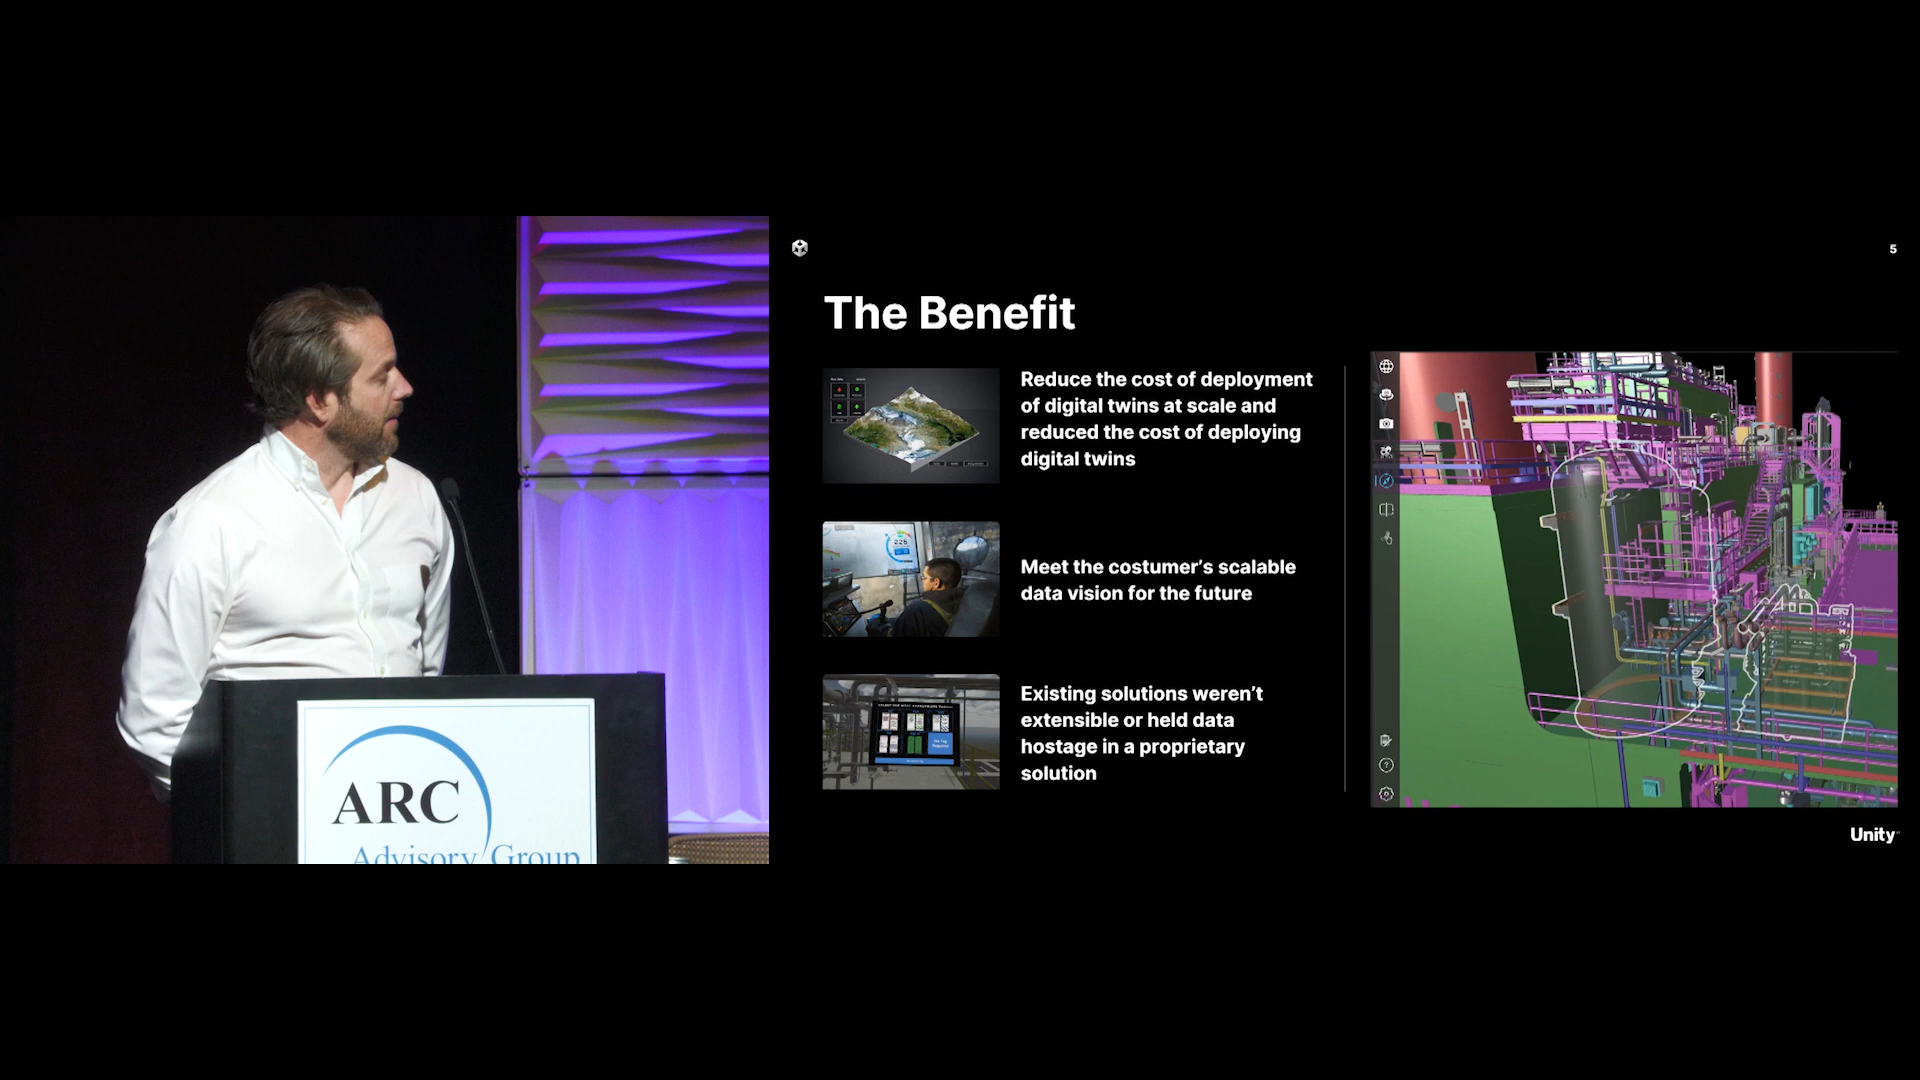 5
The Benefit
Reduce the cost of deployment
of digital twins at scale and
reduced the cost of deploying
digital twins
226
Meet the costumer’s scalable
data vision for the future
Existing solutions weren’t
extensible or held data
hostage in a proprietary
solution
ARC
Advisory Group
Unity